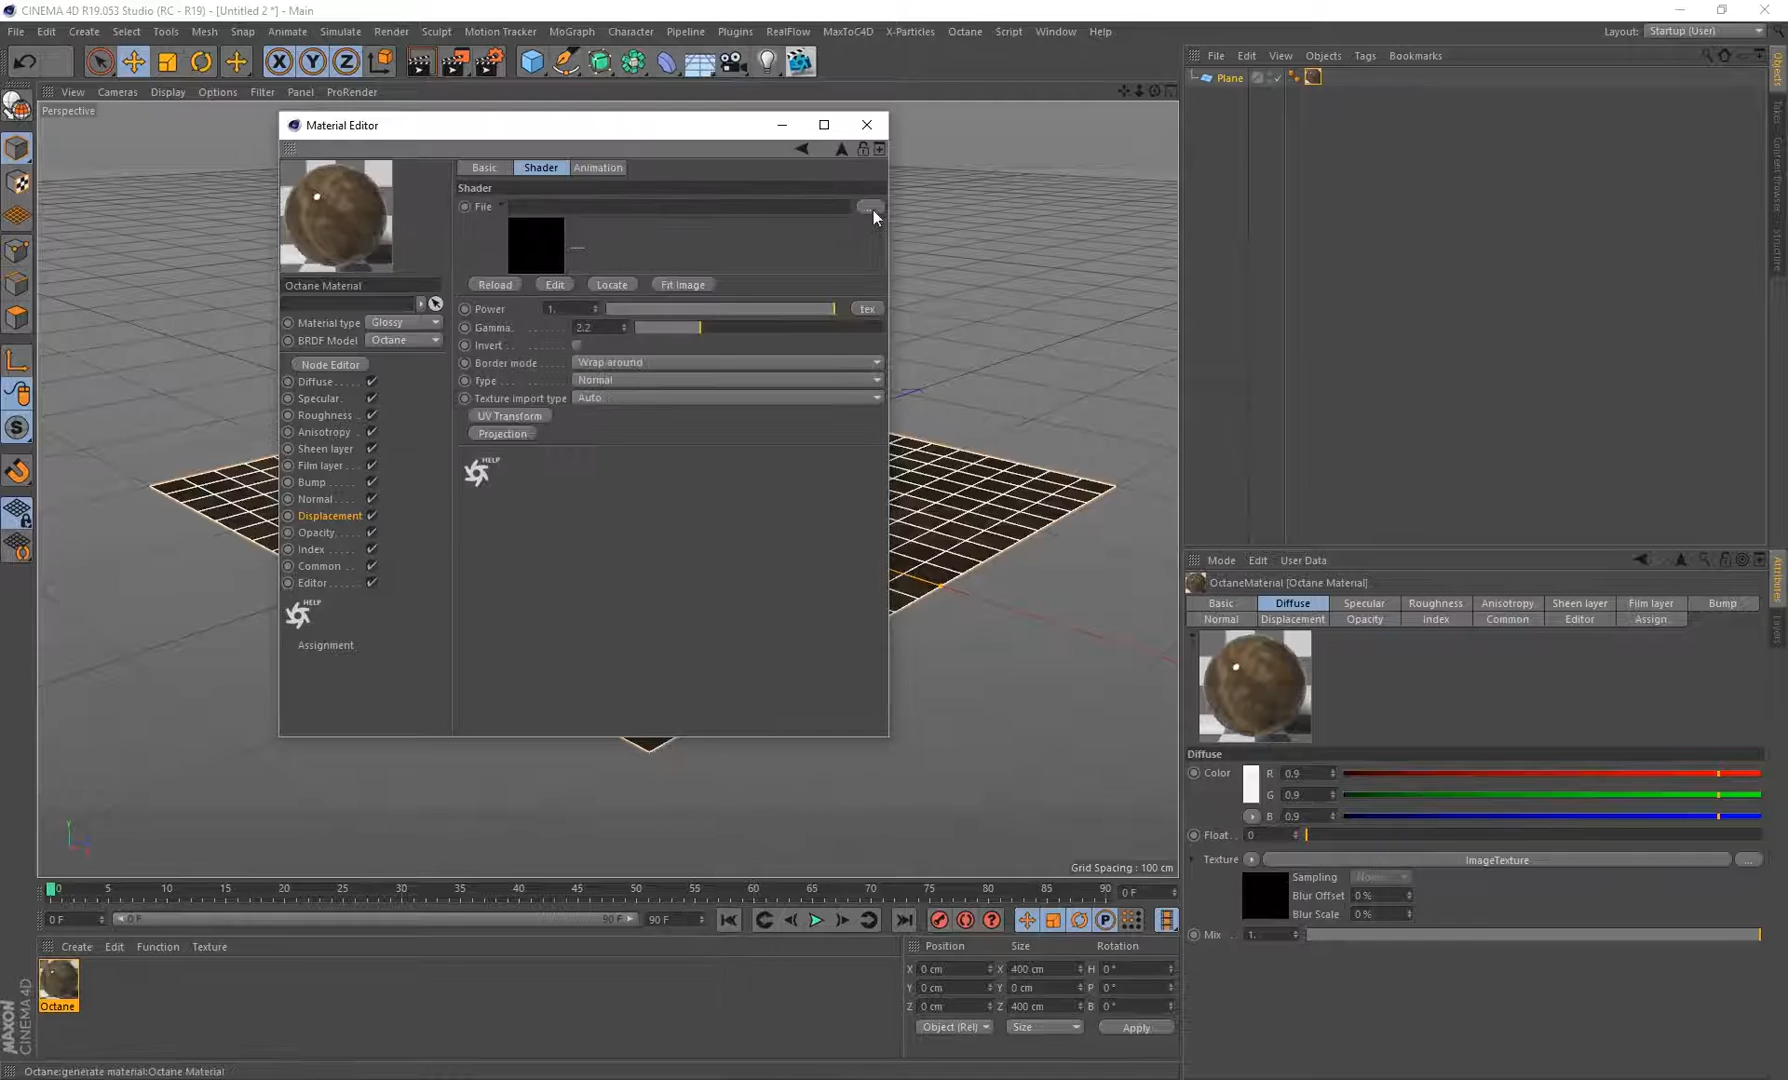 CINEMA 4D R19.053 Studio (RC - R19) - [Untitled 2 *] - Main
File Edit Create Select Tools Mesh Snap Animate Simulate Render Sculpt Motion Tracker MoGraph Character Pipeline Plugins RealFlow MaxToC4D X-Particles Octane Script Window Help
Layout: Startup (User)
X Y Z
View Cameras Display Options Filter Panel ProRender
Perspective
File Edit View Objects Tags Bookmarks
Plane
Objects
Takes
Content Browser
Structure
Material Editor
Basic Shader Animation
Shader
File
...
Reload Edit Locate Fit Image
Power 1. tex
Gamma 2.2
Invert
Border mode Wrap around
Type Normal
Texture import type Auto
UV Transform
Projection
HELP
Octane Material
Material type Glossy
BRDF Model Octane
Node Editor
Diffuse
Specular
Roughness
Anisotropy
Sheen layer
Film layer
Bump
Normal
Displacement
Opacity
Index
Common
Editor
HELP
Assignment
Y
Grid Spacing : 100 cm
Mode Edit User Data
Attributes
Layers
OctaneMaterial [Octane Material]
Basic Diffuse Specular Roughness Anisotropy Sheen layer Film layer Bump
Normal Displacement Opacity Index Common Editor Assign
Diffuse
Color R 0.9
G 0.9
B 0.9
Float 0
Texture ImageTexture ...
Sampling None
Blur Offset 0 %
Blur Scale 0 %
Mix 1.
0 5 10 15 20 25 30 35 40 45 50 55 60 65 70 75 80 85 90 0 F
0 F 0 F 90 F 90 F
P
Create Edit Function Texture
Octane
Position Size Rotation
X 0 cm X 400 cm H 0 °
Y 0 cm Y 0 cm P 0 °
Z 0 cm Z 400 cm B 0 °
Object (Rel) Size Apply
MAXON
CINEMA 4D
Octane:generate material:Octane Material